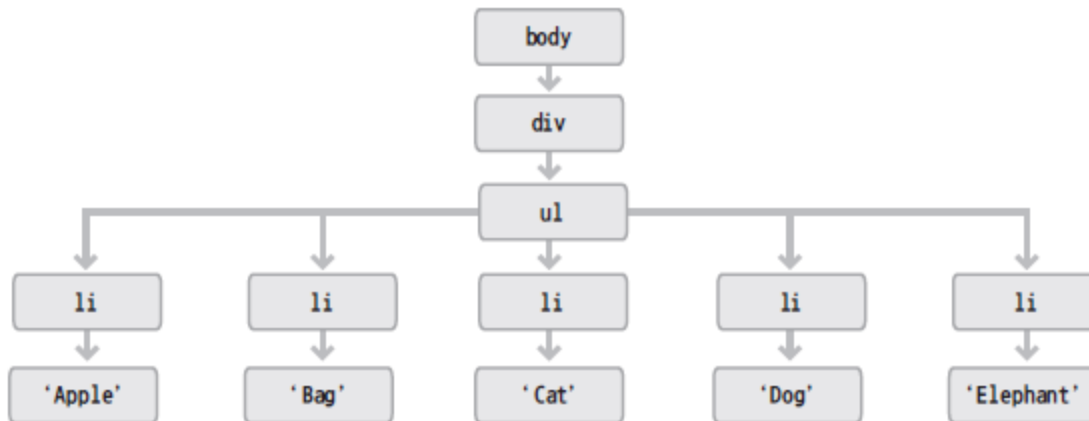 body
div
ul
li li li li li
‘Apple’ ‘Bag’ ‘Cat’ ‘Dog’ ‘Elephant’